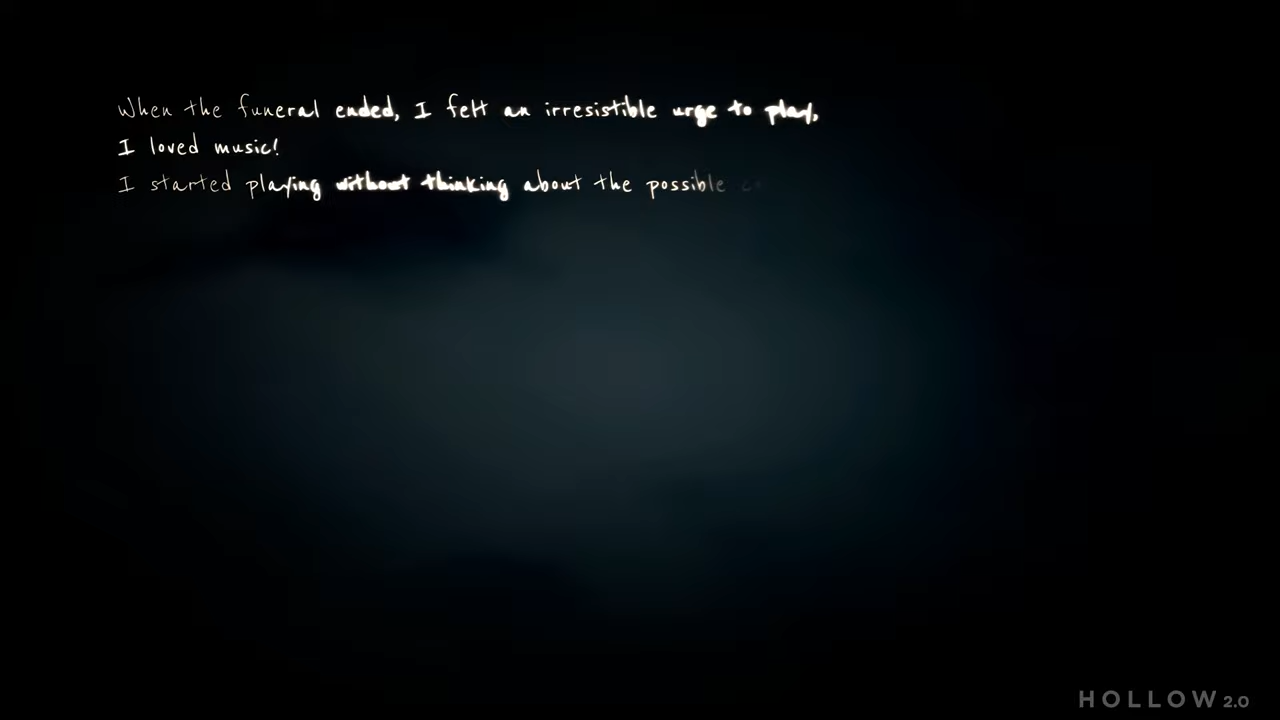 When the funeral ended, I felt an irresistible urge to play,
I loved music!
I started playing without thinking about the possible
HOLLOW 2.0